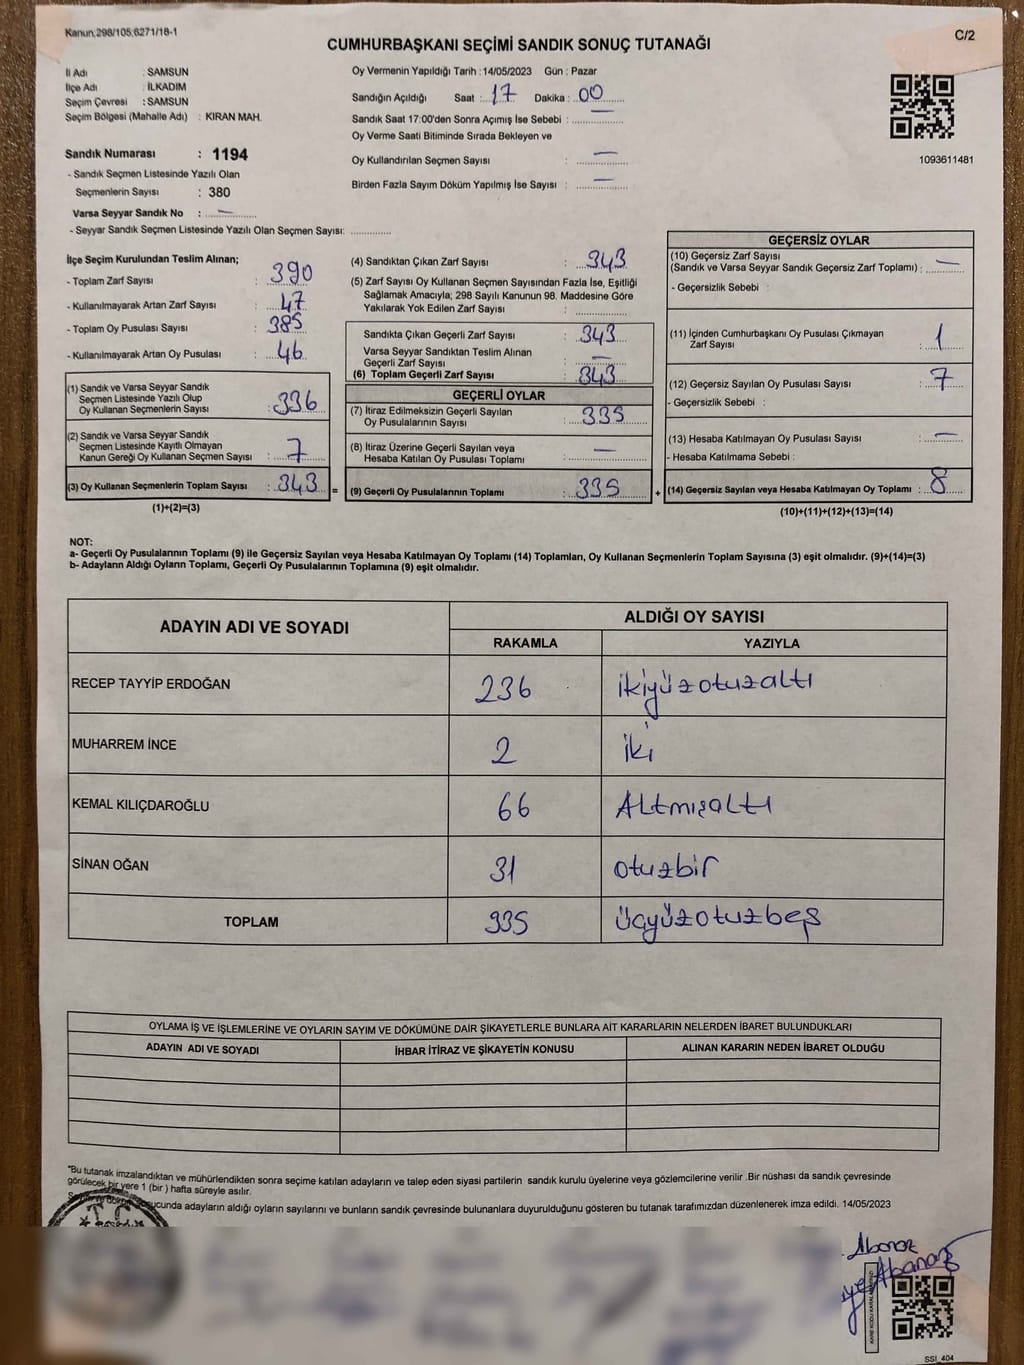 Kanun,298/105,6271/18-1
C/2
CUMHURBAŞKANI SEÇİMİ SANDIK SONUÇ TUTANAĞI
İl Adı : SAMSUN
İlçe Adı : İLKADIM
Seçim Çevresi : SAMSUN
Seçim Bölgesi (Mahalle Adı) : KIRAN MAH.
Sandık Numarası : 1194
- Sandık Seçmen Listesinde Yazılı Olan
Seçmenlerin Sayısı : 380
Varsa Seyyar Sandık No : —
- Seyyar Sandık Seçmen Listesinde Yazılı Olan Seçmen Sayısı: ..............
Oy Vermenin Yapıldığı Tarih : 14/05/2023 Gün : Pazar
Sandığın Açıldığı Saat : 17 Dakika : 00
Sandık Saat 17:00'den Sonra Açımış İse Sebebi : —
Oy Verme Saati Bitiminde Sırada Bekleyen ve
Oy Kullandırılan Seçmen Sayısı : —
Birden Fazla Sayım Döküm Yapılmış İse Sayısı : —
1093611481
İlçe Seçim Kurulundan Teslim Alınan;
- Toplam Zarf Sayısı : 390
- Kullanılmayarak Artan Zarf Sayısı : 47
- Toplam Oy Pusulası Sayısı : 385
- Kullanılmayarak Artan Oy Pusulası : 46
(1) Sandık ve Varsa Seyyar Sandık
Seçmen Listesinde Yazılı Olup
Oy Kullanan Seçmenlerin Sayısı : 336
(2) Sandık ve Varsa Seyyar Sandık
Seçmen Listesinde Kayıtlı Olmayan
Kanun Gereği Oy Kullanan Seçmen Sayısı : 7
(3) Oy Kullanan Seçmenlerin Toplam Sayısı : 343 =
(1)+(2)=(3)
(4) Sandıktan Çıkan Zarf Sayısı : 343
(5) Zarf Sayısı Oy Kullanan Seçmen Sayısından Fazla İse, Eşitliği
Sağlamak Amacıyla; 298 Sayılı Kanunun 98. Maddesine Göre
Yakılarak Yok Edilen Zarf Sayısı : ..............
Sandıkta Çıkan Geçerli Zarf Sayısı : 343
Varsa Seyyar Sandıktan Teslim Alınan
Geçerli Zarf Sayısı : —
(6) Toplam Geçerli Zarf Sayısı : 343
GEÇERLİ OYLAR
(7) İtiraz Edilmeksizin Geçerli Sayılan
Oy Pusulalarının Sayısı : 335
(8) İtiraz Üzerine Geçerli Sayılan veya
Hesaba Katılan Oy Pusulası Toplamı : —
(9) Geçerli Oy Pusulalarının Toplamı : 335 +
GEÇERSİZ OYLAR
(10) Geçersiz Zarf Sayısı
(Sandık ve Varsa Seyyar Sandık Geçersiz Zarf Toplamı) : —
- Geçersizlik Sebebi :
(11) İçinden Cumhurbaşkanı Oy Pusulası Çıkmayan
Zarf Sayısı : 1
(12) Geçersiz Sayılan Oy Pusulası Sayısı : 7
- Geçersizlik Sebebi :
(13) Hesaba Katılmayan Oy Pusulası Sayısı : —
- Hesaba Katılmama Sebebi :
(14) Geçersiz Sayılan veya Hesaba Katılmayan Oy Toplamı : 8
(10)+(11)+(12)+(13)=(14)
NOT:
a- Geçerli Oy Pusulalarının Toplamı (9) ile Geçersiz Sayılan veya Hesaba Katılmayan Oy Toplamı (14) Toplamları, Oy Kullanan Seçmenlerin Toplam Sayısına (3) eşit olmalıdır. (9)+(14)=(3)
b- Adayların Aldığı Oyların Toplamı, Geçerli Oy Pusulalarının Toplamına (9) eşit olmalıdır.
ADAYIN ADI VE SOYADI ALDIĞI OY SAYISI
RAKAMLA YAZIYLA
RECEP TAYYİP ERDOĞAN 236 ikiyüzotuzaltı
MUHARREM İNCE 2 iki
KEMAL KILIÇDAROĞLU 66 Altmışaltı
SİNAN OĞAN 31 otuzbir
TOPLAM 335 üçyüzotuzbeş
OYLAMA İŞ VE İŞLEMLERİNE VE OYLARIN SAYIM VE DÖKÜMÜNE DAİR ŞİKAYETLERLE BUNLARA AİT KARARLARIN NELERDEN İBARET BULUNDUKLARI
ADAYIN ADI VE SOYADI İHBAR İTİRAZ VE ŞİKAYETİN KONUSU ALINAN KARARIN NEDEN İBARET OLDUĞU
*Bu tutanak imzalandıktan ve mühürlendikten sonra seçime katılan adayların ve talep eden siyasi partilerin sandık kurulu üyelerine veya gözlemcilerine verilir .Bir nüshası da sandık çevresinde
görülecek bir yere 1 (bir ) hafta süreyle asılır.
adayların aldığı oyların sayılarını ve bunların sandık çevresinde bulunanlara duyurulduğunu gösteren bu tutanak tarafımızdan düzenlenerek imza edildi. 14/05/2023
T.C.
SSI_404